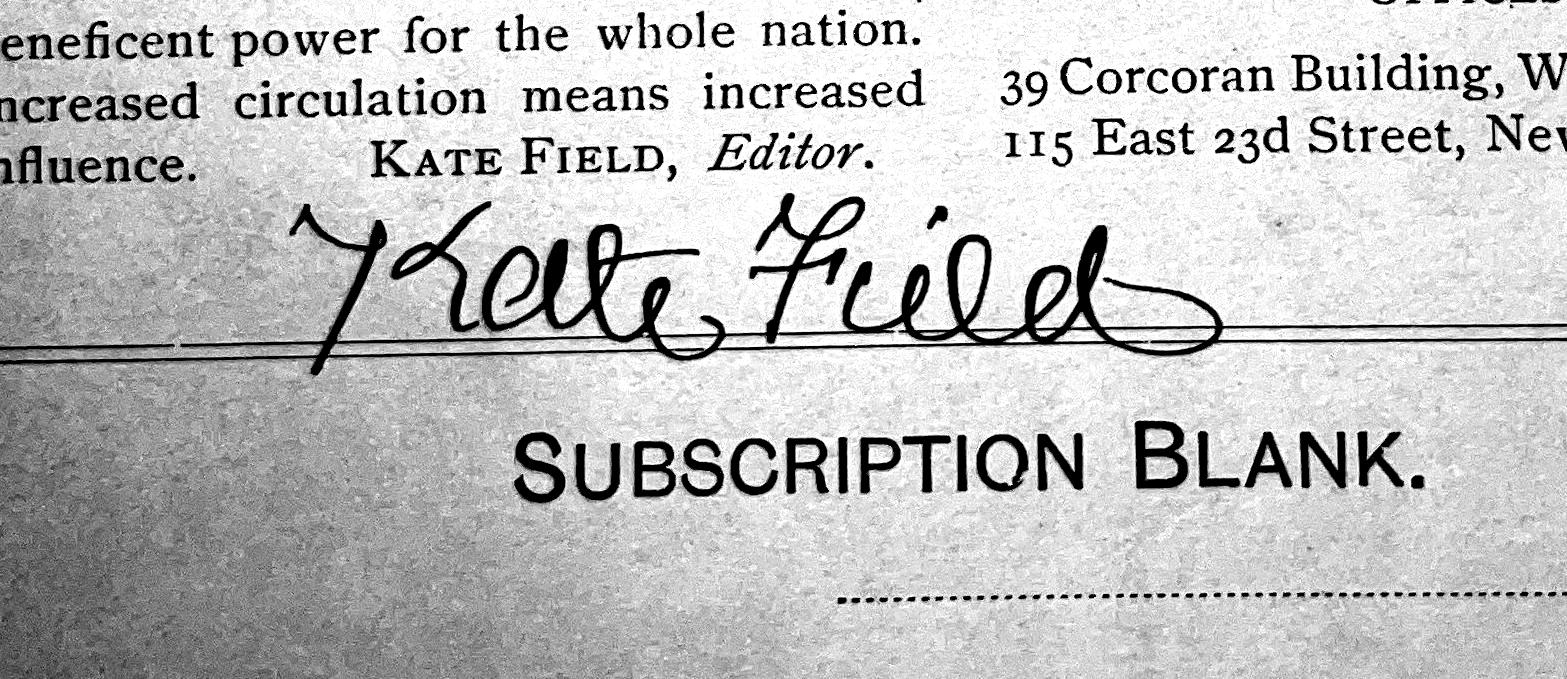 eneficent power for the whole nation.
ncreased circulation means increased
nfluence. KATE FIELD, Editor.
39 Corcoran Building, W
115 East 23d Street, Ne
Kate Field
SUBSCRIPTION BLANK.